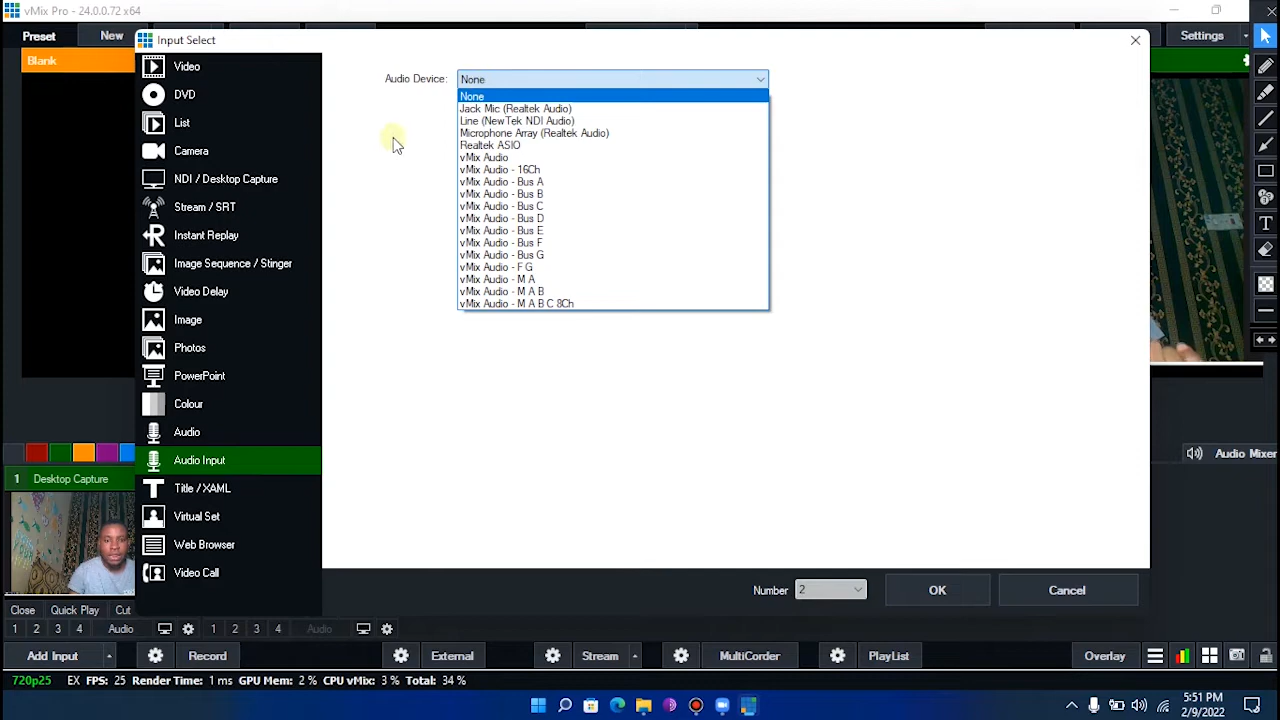 vMix Pro - 24.0.0.72 x64
Preset
New
Settings
Input Select
Blank
Video
DVD
List
Camera
NDI / Desktop Capture
Stream / SRT
Instant Replay
Image Sequence / Stinger
Video Delay
Image
Photos
PowerPoint
Colour
Audio
Audio Input
Title / XAML
Virtual Set
Web Browser
Video Call
Audio Device:
None
None
Jack Mic (Realtek Audio)
Line (NewTek NDI Audio)
Microphone Array (Realtek Audio)
Realtek ASIO
vMix Audio
vMix Audio - 16Ch
vMix Audio - Bus A
vMix Audio - Bus B
vMix Audio - Bus C
vMix Audio - Bus D
vMix Audio - Bus E
vMix Audio - Bus F
vMix Audio - Bus G
vMix Audio - F G
vMix Audio - M A
vMix Audio - M A B
vMix Audio - M A B C 8Ch
Number 2
OK
Cancel
Audio Mixer
1 Desktop Capture
Close Quick Play Cut
1 2 3 4 Audio 1 2 3 4 Audio
Add Input Record External Stream MultiCorder PlayList Overlay
720p25 EX FPS: 25 Render Time: 1 ms GPU Mem: 2 % CPU vMix: 3 % Total: 34 %
5:51 PM
2/9/2022